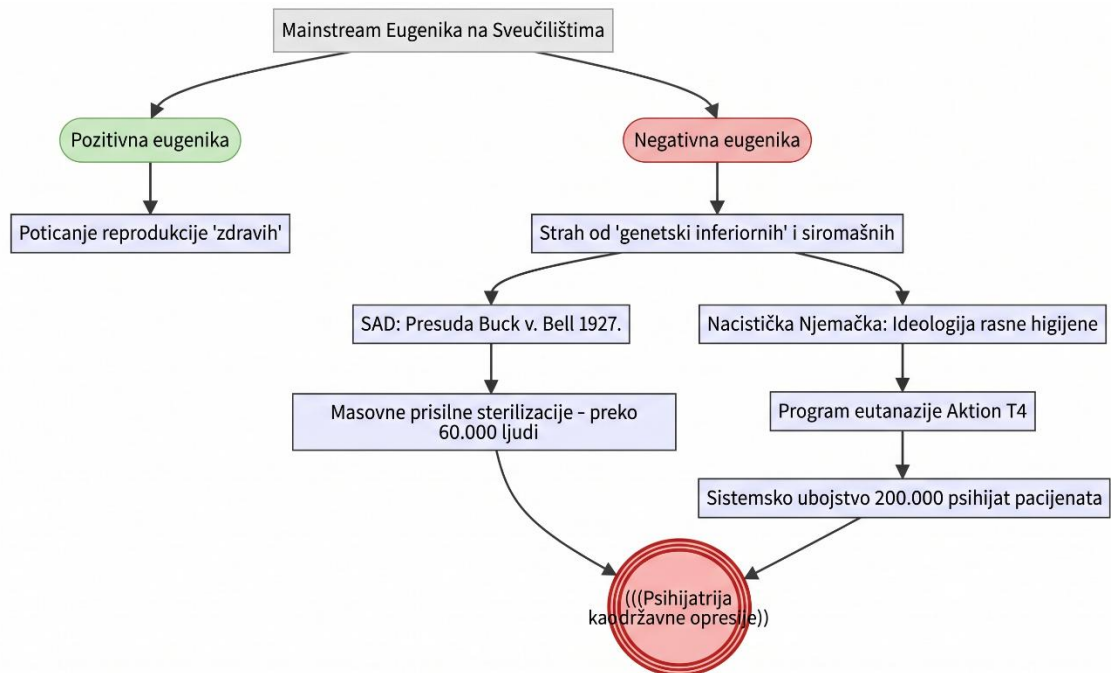 Mainstream Eugenika na Sveučilištima
Pozitivna eugenika
Negativna eugenika
Poticanje reprodukcije 'zdravih'
Strah od 'genetski inferiornih' i siromašnih
SAD: Presuda Buck v. Bell 1927.
Nacistička Njemačka: Ideologija rasne higijene
Masovne prisilne sterilizacije - preko
60.000 ljudi
Program eutanazije Aktion T4
Sistemsko ubojstvo 200.000 psihijat pacijenata
(((Psihijatrija
kaodržavne opresije))